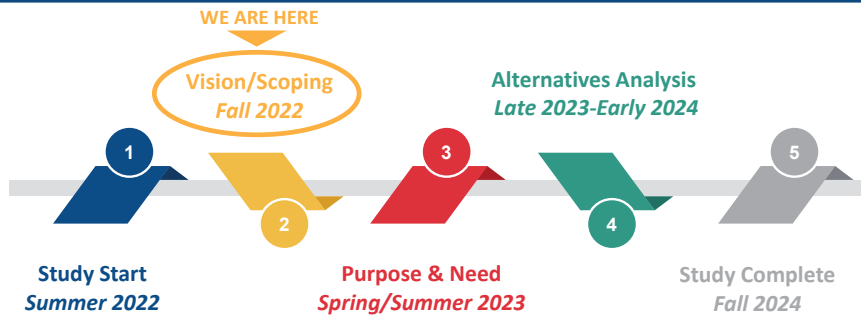 WE ARE HERE
Vision/Scoping
Fall 2022
Alternatives Analysis
Late 2023-Early 2024
1
2
3
4
5
Study Start
Summer 2022
Purpose & Need
Spring/Summer 2023
Study Complete
Fall 2024